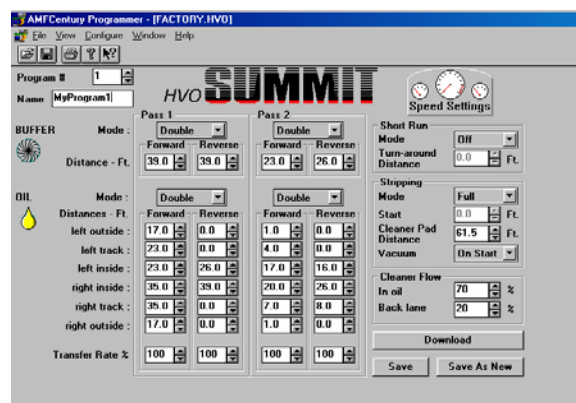 AMFCentury Programmer - [FACTORY.HVO]
File View Configure Window Help
Program # 1
Name MyProgram1
HVO SUMMIT
Speed Settings
Pass 1 Pass 2
BUFFER Mode : Double Double
Forward Reverse Forward Reverse
Distance - Ft. 39.0 39.0 23.0 26.0
OIL Mode : Double Double
Distances - Ft. Forward Reverse Forward Reverse
left outside : 17.0 0.0 1.0 0.0
left track : 23.0 0.0 4.0 0.0
left inside : 23.0 26.0 17.0 16.0
right inside : 35.0 39.0 20.0 26.0
right track : 35.0 0.0 7.0 8.0
right outside : 17.0 0.0 1.0 0.0
Transfer Rate % 100 100 100 100
Short Run
Mode Off
Turn-around
Distance 0.0 Ft.
Stripping
Mode Full
Start 0.0 Ft.
Cleaner Pad
Distance 61.5 Ft.
Vacuum On Start
Cleaner Flow
In oil 70 %
Back lane 20 %
Download
Save Save As New